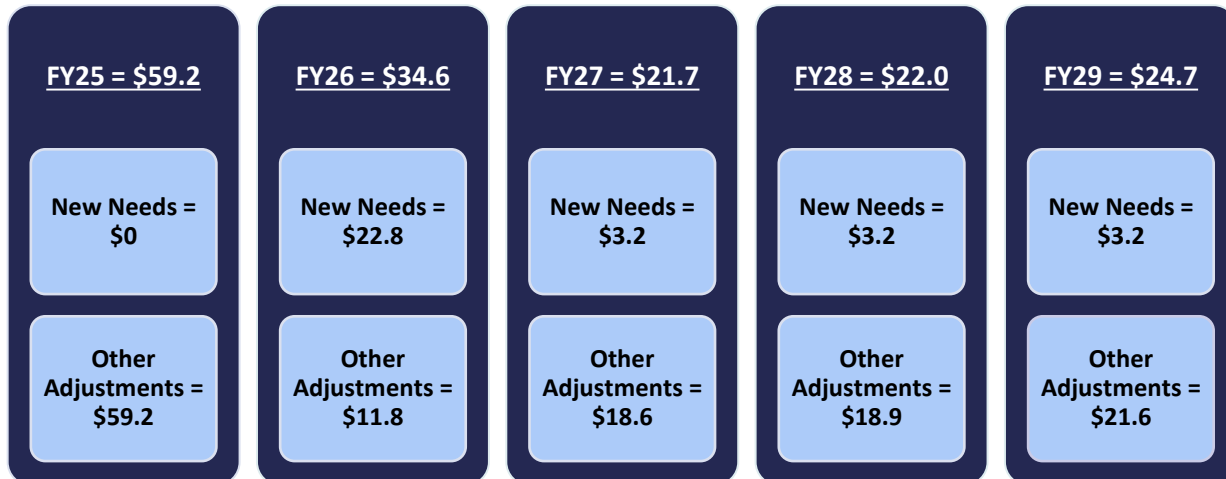 FY25 = $59.2
New Needs =
$0
Other
Adjustments =
$59.2
FY26 = $34.6
New Needs =
$22.8
Other
Adjustments =
$11.8
FY27 = $21.7
New Needs =
$3.2
Other
Adjustments =
$18.6
FY28 = $22.0
New Needs =
$3.2
Other
Adjustments =
$18.9
FY29 = $24.7
New Needs =
$3.2
Other
Adjustments =
$21.6